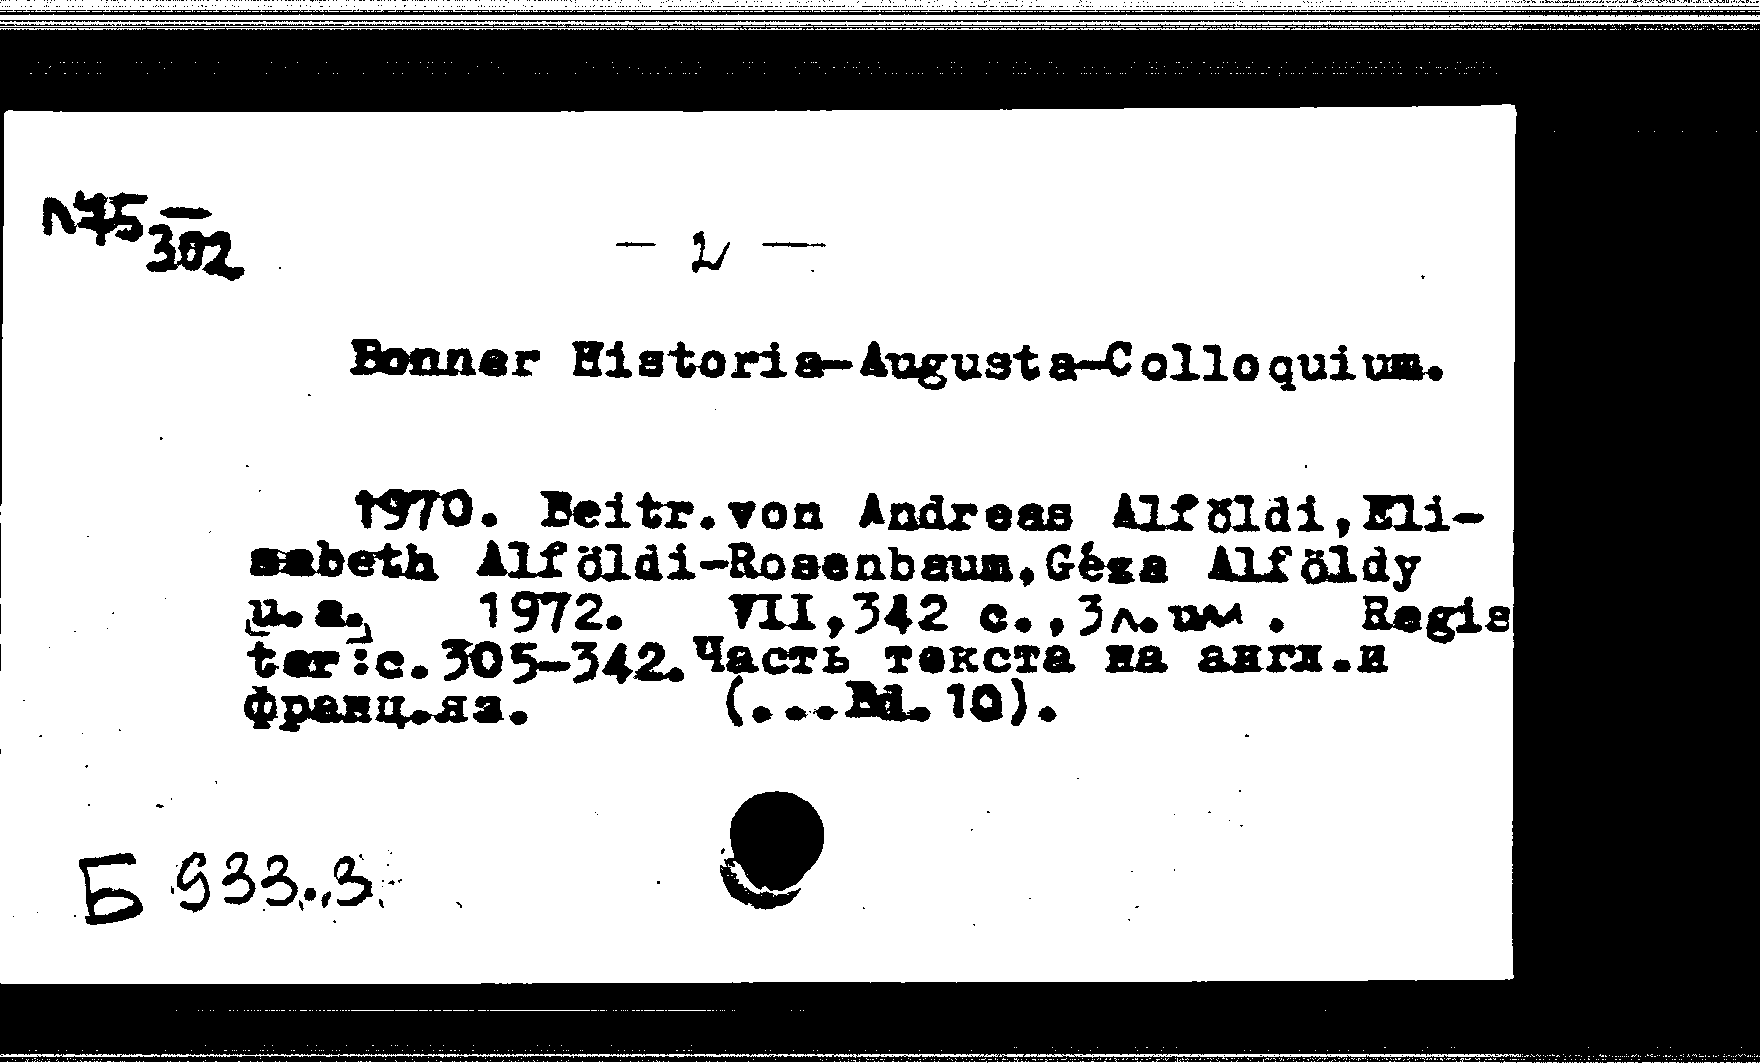 П75—
302
— 2 —
Bonner Historia-Augusta-Colloquium.
1970. Beitr.von Andreas Alföldi,Eli-
sabeth Alföldi-Rosenbaum,Géza Alföldy
[u.a.] 1972. VII,342 с.,3л.ил. Regis
ter:с.305-342.Часть текста на англ.и
франц.яз. (...Bd.10).
Б 933.,3